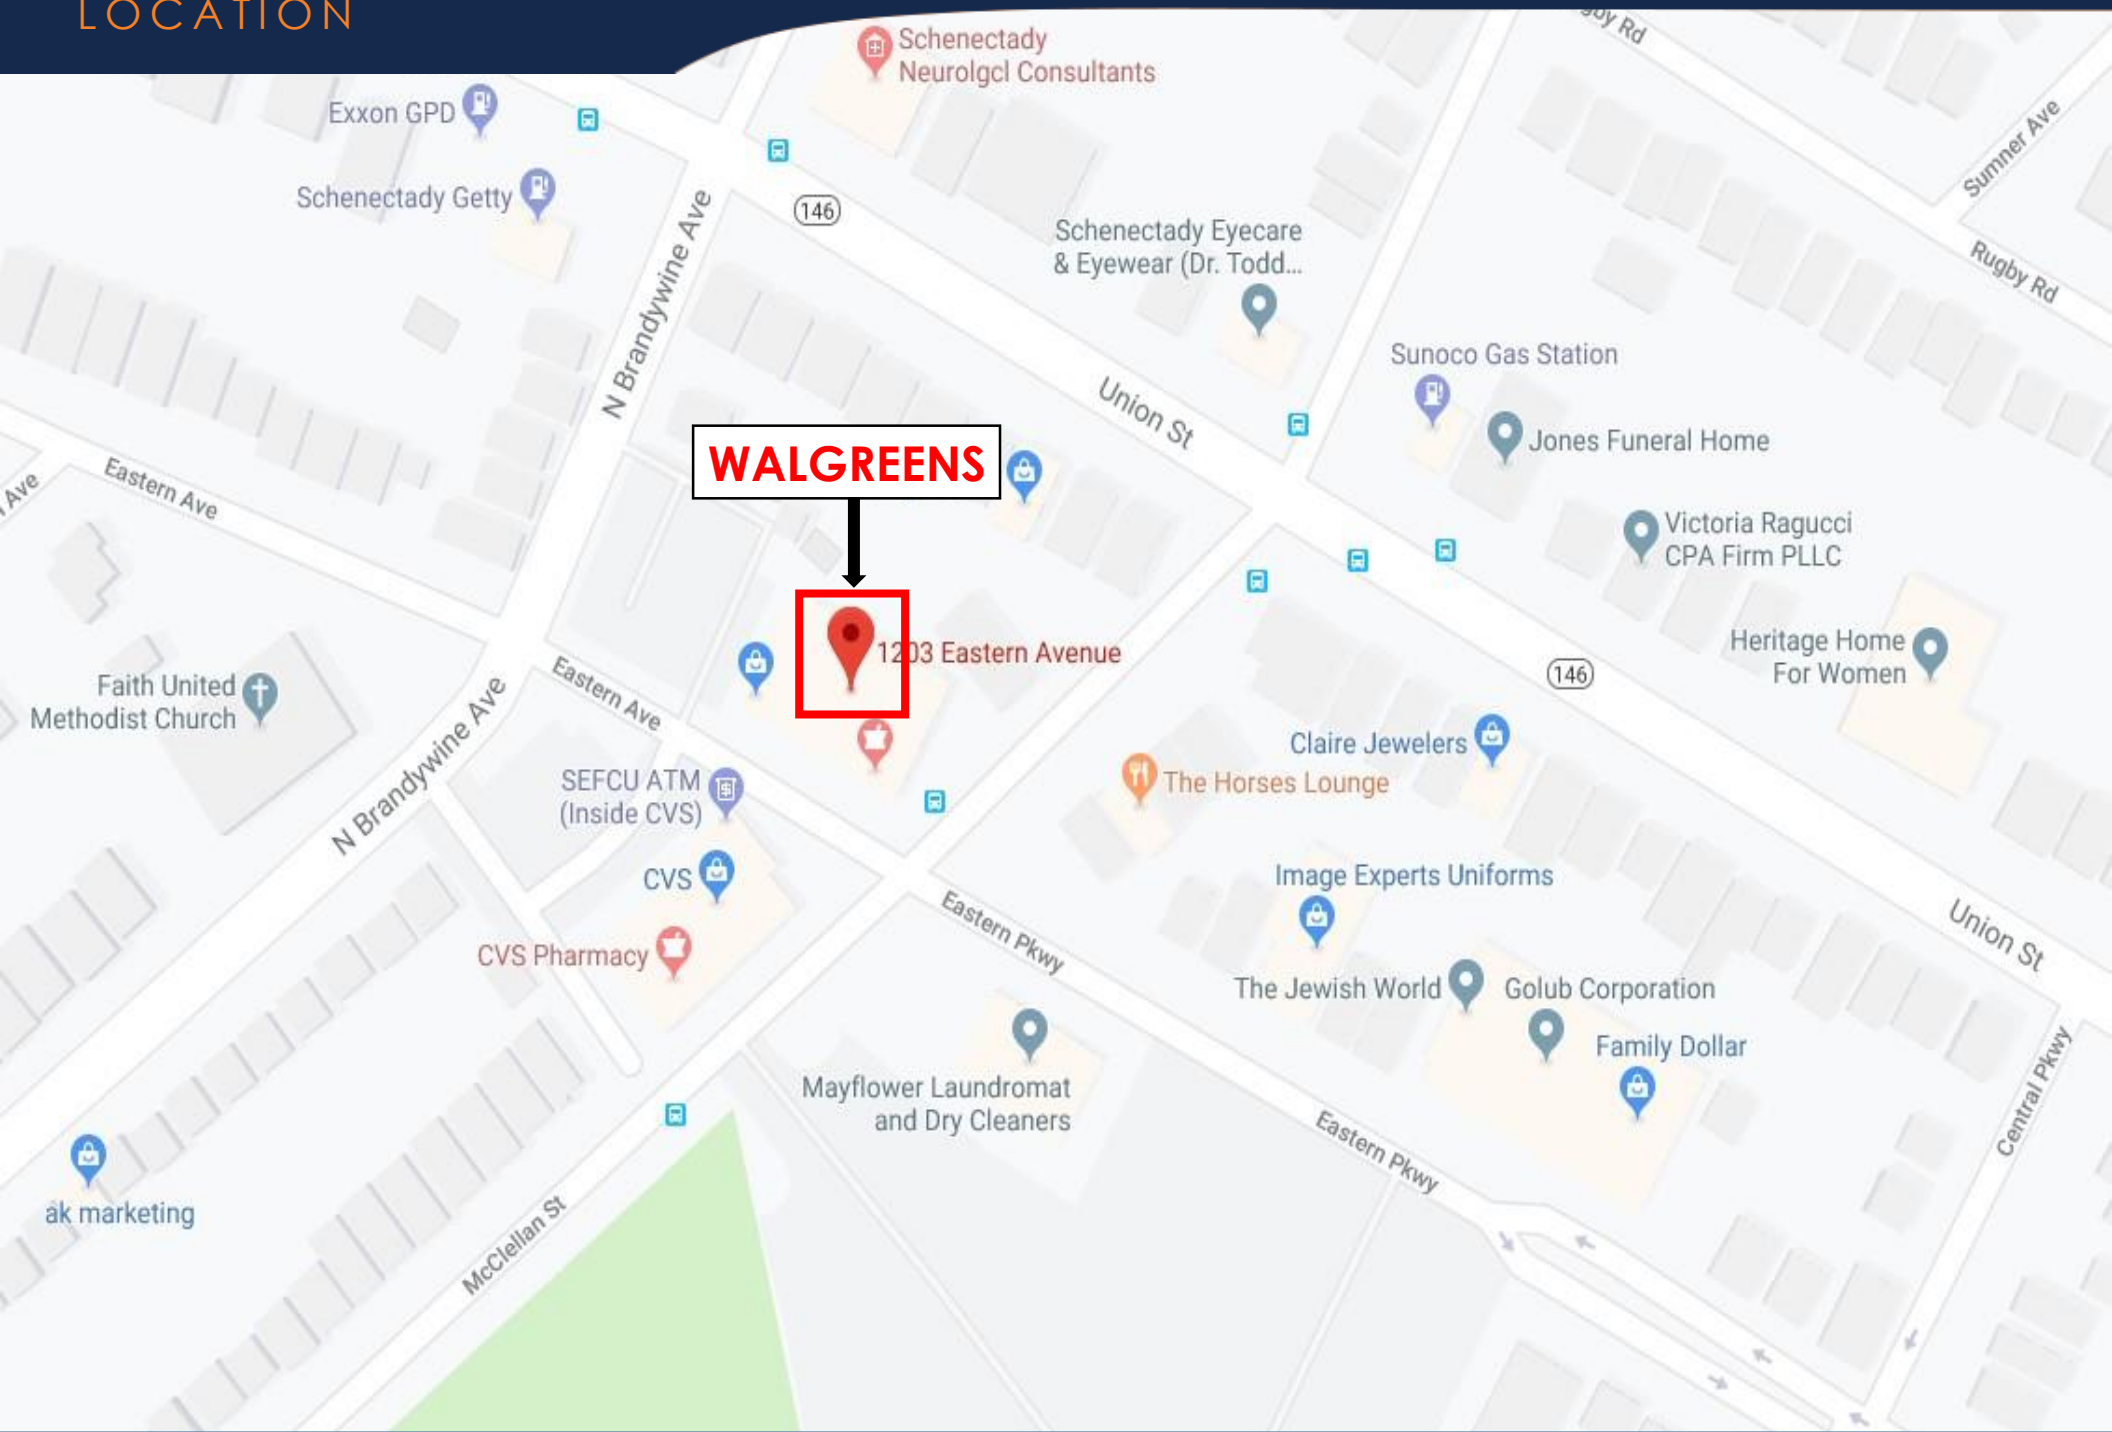 LOCATION
Schenectady
Neurolgcl Consultants
Rd
Exxon GPD
Sumner Ave
Schenectady Getty
146
N Brandywine Ave
Schenectady Eyecare
& Eyewear (Dr. Todd...
Rugby Rd
Sunoco Gas Station
Union St
WALGREENS
Jones Funeral Home
Ave
Eastern Ave
Victoria Ragucci
CPA Firm PLLC
1203 Eastern Avenue
Heritage Home
For Women
146
Faith United
Methodist Church
Eastern Ave
N Brandywine Ave
Claire Jewelers
The Horses Lounge
SEFCU ATM
(Inside CVS)
CVS
Image Experts Uniforms
Eastern Pkwy
Union St
CVS Pharmacy
The Jewish World
Golub Corporation
Family Dollar
Mayflower Laundromat
and Dry Cleaners
Central Pkwy
Eastern Pkwy
ak marketing
McClellan St